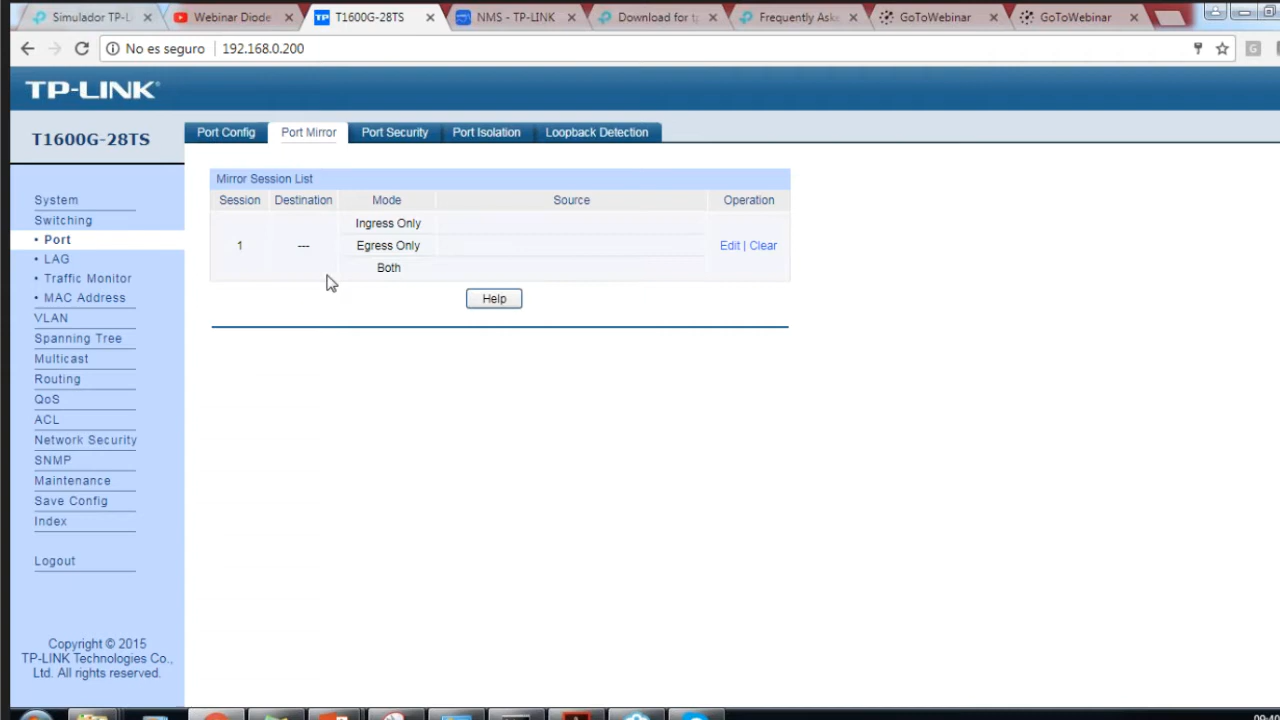 Simulador TP-L
Webinar Diode
T1600G-28TS
NMS - TP-LIN
Download for t
Frequently Aske
GoToWebinar
GoToWebinar
No es seguro
192.168.0.200
TP-LINK
T1600G-28TS
Port Config
Port Mirror
Port Security
Port Isolation
Loopback Detection
System
Switching
• Port
• LAG
• Traffic Monitor
• MAC Address
VLAN
Spanning Tree
Multicast
Routing
QoS
ACL
Network Security
SNMP
Maintenance
Save Config
Index
Logout
Copyright © 2015
TP-LINK Technologies Co.,
Ltd. All rights reserved.
Mirror Session List
Session Destination Mode Source Operation
Ingress Only
1 --- Egress Only Edit | Clear
Both
Help